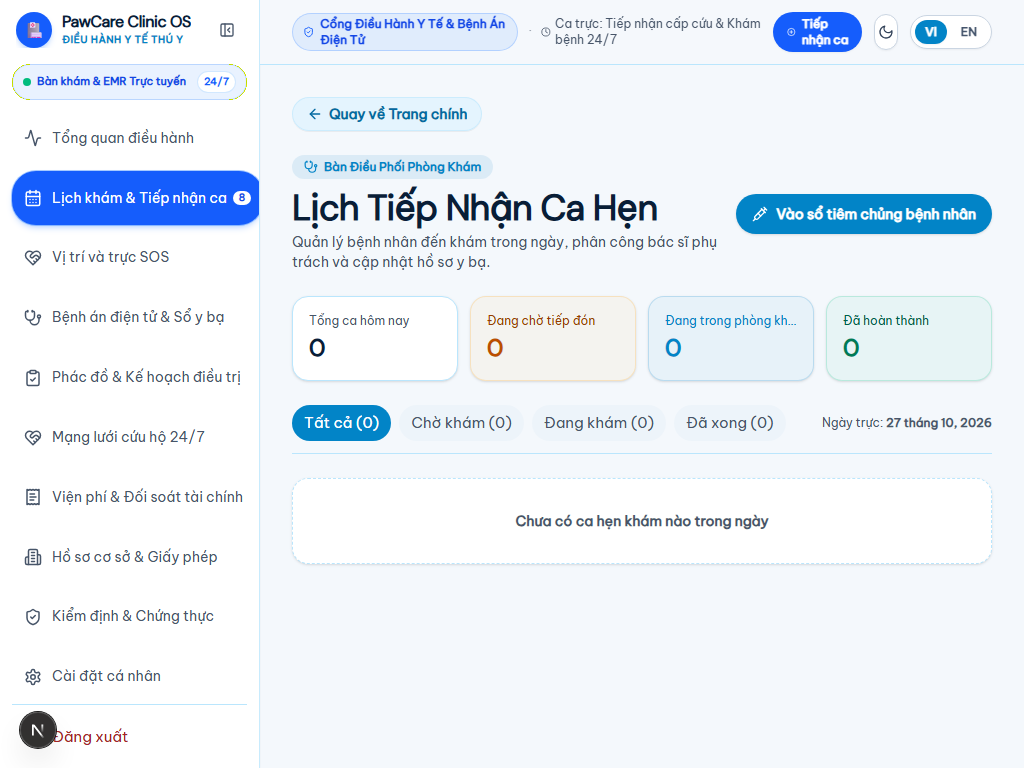 PawCare Clinic OS
ĐIỀU HÀNH Y TẾ THÚ Y
Bàn khám & EMR Trực tuyến
24/7
Tổng quan điều hành
Lịch khám & Tiếp nhận ca
8
Vị trí và trực SOS
Bệnh án điện tử & Sổ y bạ
Phác đồ & Kế hoạch điều trị
Mạng lưới cứu hộ 24/7
Viện phí & Đối soát tài chính
Hồ sơ cơ sở & Giấy phép
Kiểm định & Chứng thực
Cài đặt cá nhân
N
Đăng xuất
Cổng Điều Hành Y Tế & Bệnh Án
Điện Tử
·
Ca trực: Tiếp nhận cấp cứu & Khám
bệnh 24/7
Tiếp
nhận ca
VI
EN
Quay về Trang chính
Bàn Điều Phối Phòng Khám
Lịch Tiếp Nhận Ca Hẹn
Quản lý bệnh nhân đến khám trong ngày, phân công bác sĩ phụ
trách và cập nhật hồ sơ y bạ.
Vào sổ tiêm chủng bệnh nhân
Tổng ca hôm nay
0
Đang chờ tiếp đón
0
Đang trong phòng kh...
0
Đã hoàn thành
0
Tất cả (0)
Chờ khám (0)
Đang khám (0)
Đã xong (0)
Ngày trực: 27 tháng 10, 2026
Chưa có ca hẹn khám nào trong ngày